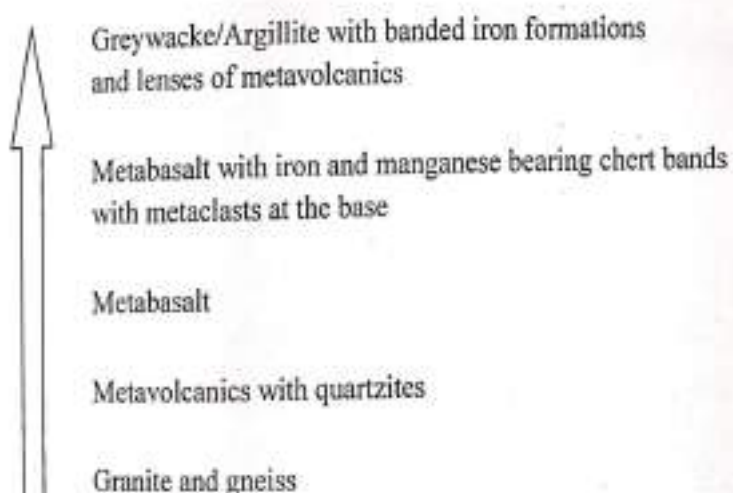 Greywacke/Argillite with banded iron formations
and lenses of metavolcanics
Metabasalt with iron and manganese bearing chert bands
with metaclasts at the base
Metabasalt
Metavolcanics with quartzites
Granite and gneiss